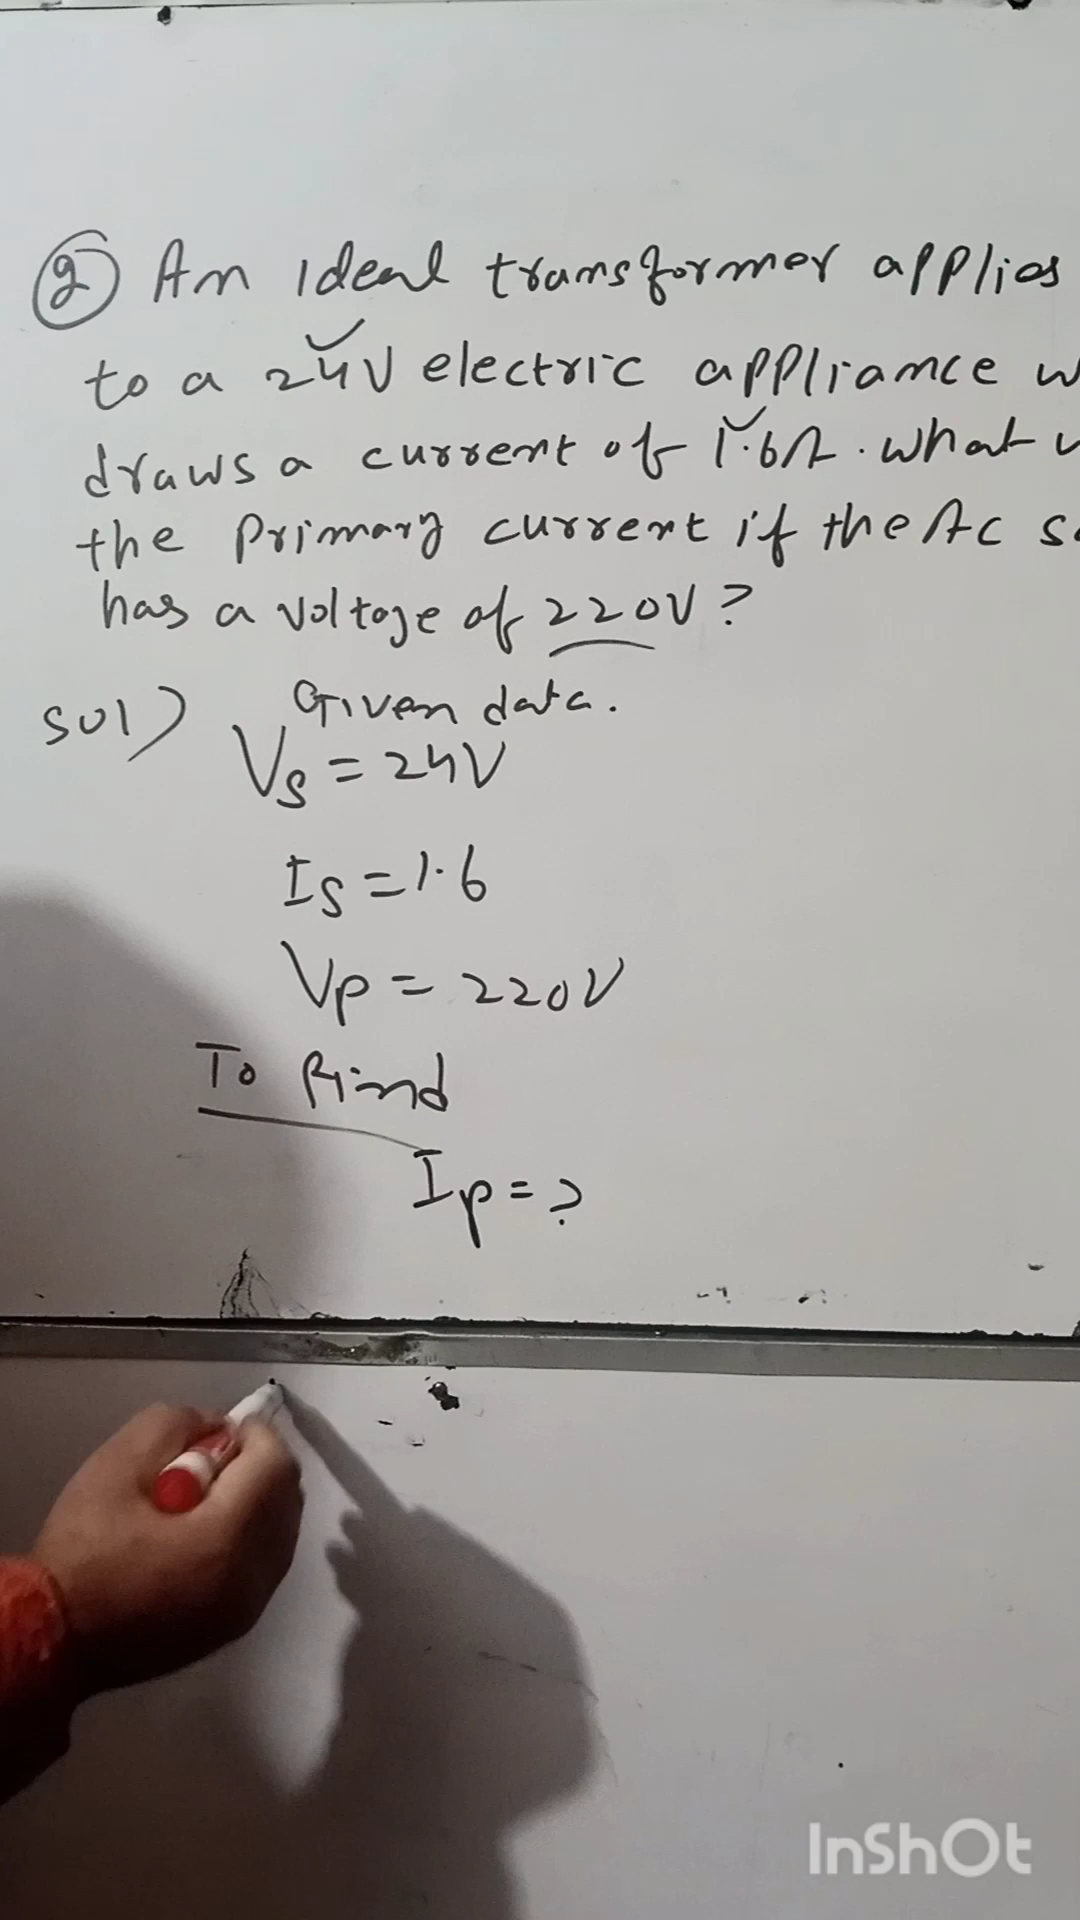 2 An ideal transformer applies
to a 24V electric appliance w
draws a current of 1.6A. what
the Primary current if the Ac s
has a voltage of 220V?
Sol)
Given data.
Vs = 24V
Is = 1.6
Vp = 220V
To Find
Ip = ?
InShOt